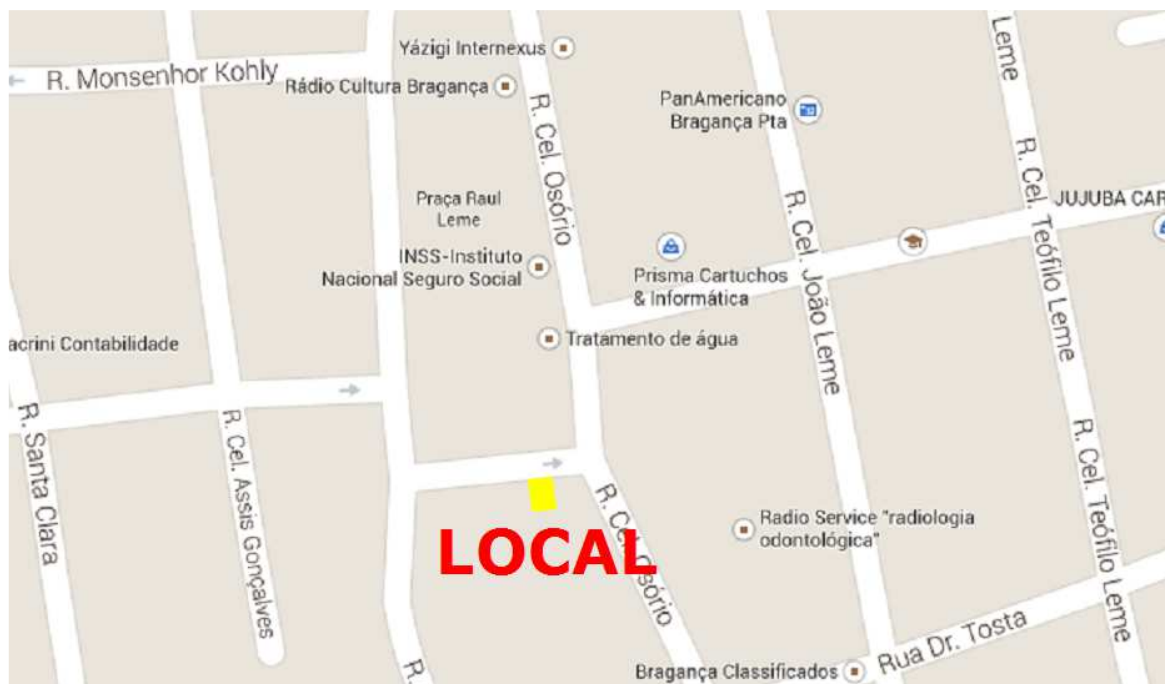 Yázigi Internexus
R. Monsenhor Kohly
Rádio Cultura Bragança
R. Cel. Osório
PanAmericano
Bragança Pta
Leme
R. Cel. Teófilo Leme
JUJUBA CAR
Praça Raul
Leme
INSS-Instituto
Nacional Seguro Social
Prisma Cartuchos
& Informática
R. Cel. João Leme
acrini Contabilidade
Tratamento de água
R. Santa Clara
R. Cel. Assis Gonçalves
R. Cel. Osório
LOCAL
Radio Service "radiologia
odontológica"
R. Cel. Teófilo Leme
R.
Bragança Classificados
Rua Dr. Tosta